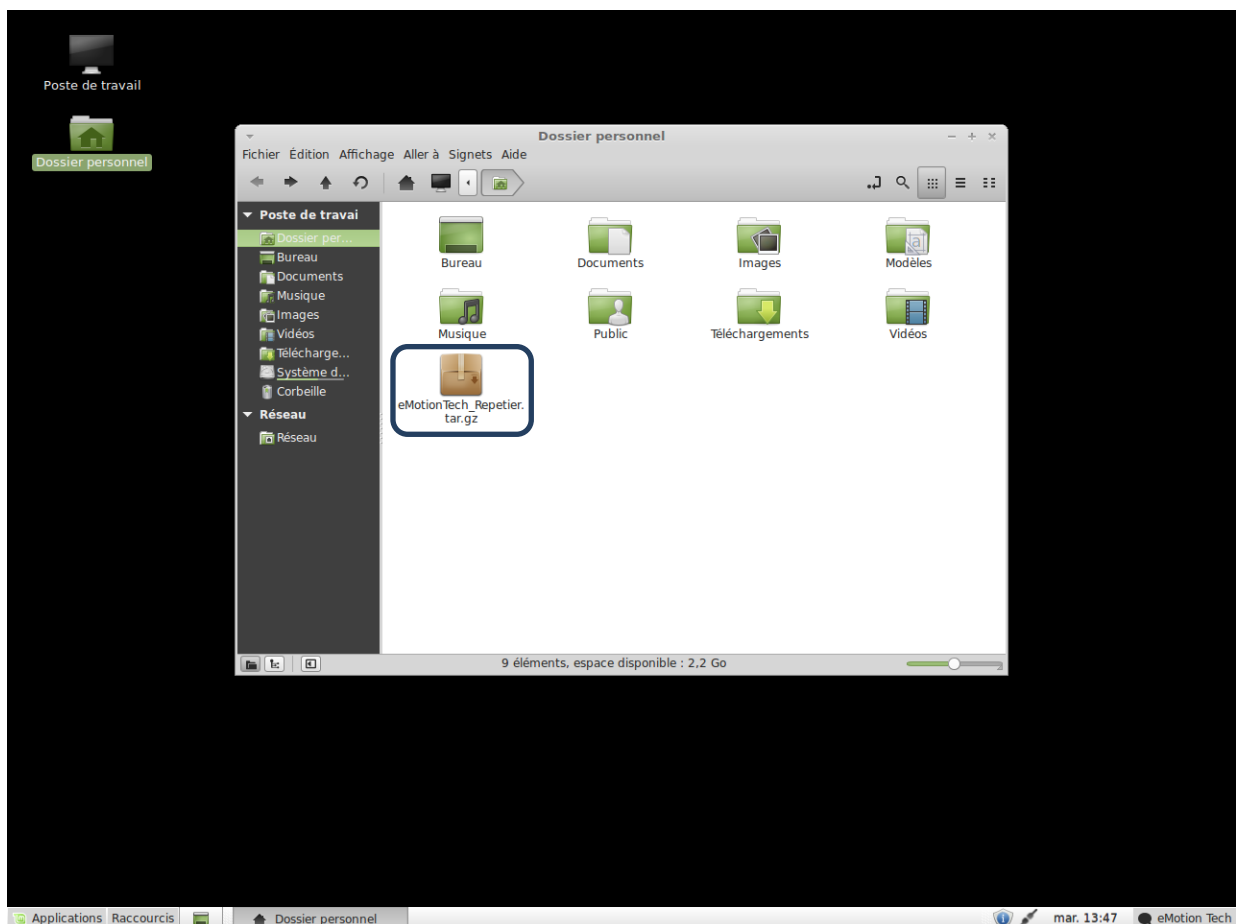 Poste de travail
Dossier personnel
Dossier personnel
Fichier Édition Affichage Aller à Signets Aide
Poste de travai
Dossier per...
Bureau
Documents
Musique
Images
Vidéos
Télécharge...
Système d...
Corbeille
Réseau
Réseau
Bureau
Documents
Images
Modèles
Musique
Public
Téléchargements
Vidéos
eMotionTech_Repetier.
tar.gz
9 éléments, espace disponible : 2,2 Go
Applications Raccourcis Dossier personnel mar. 13:47 eMotion Tech